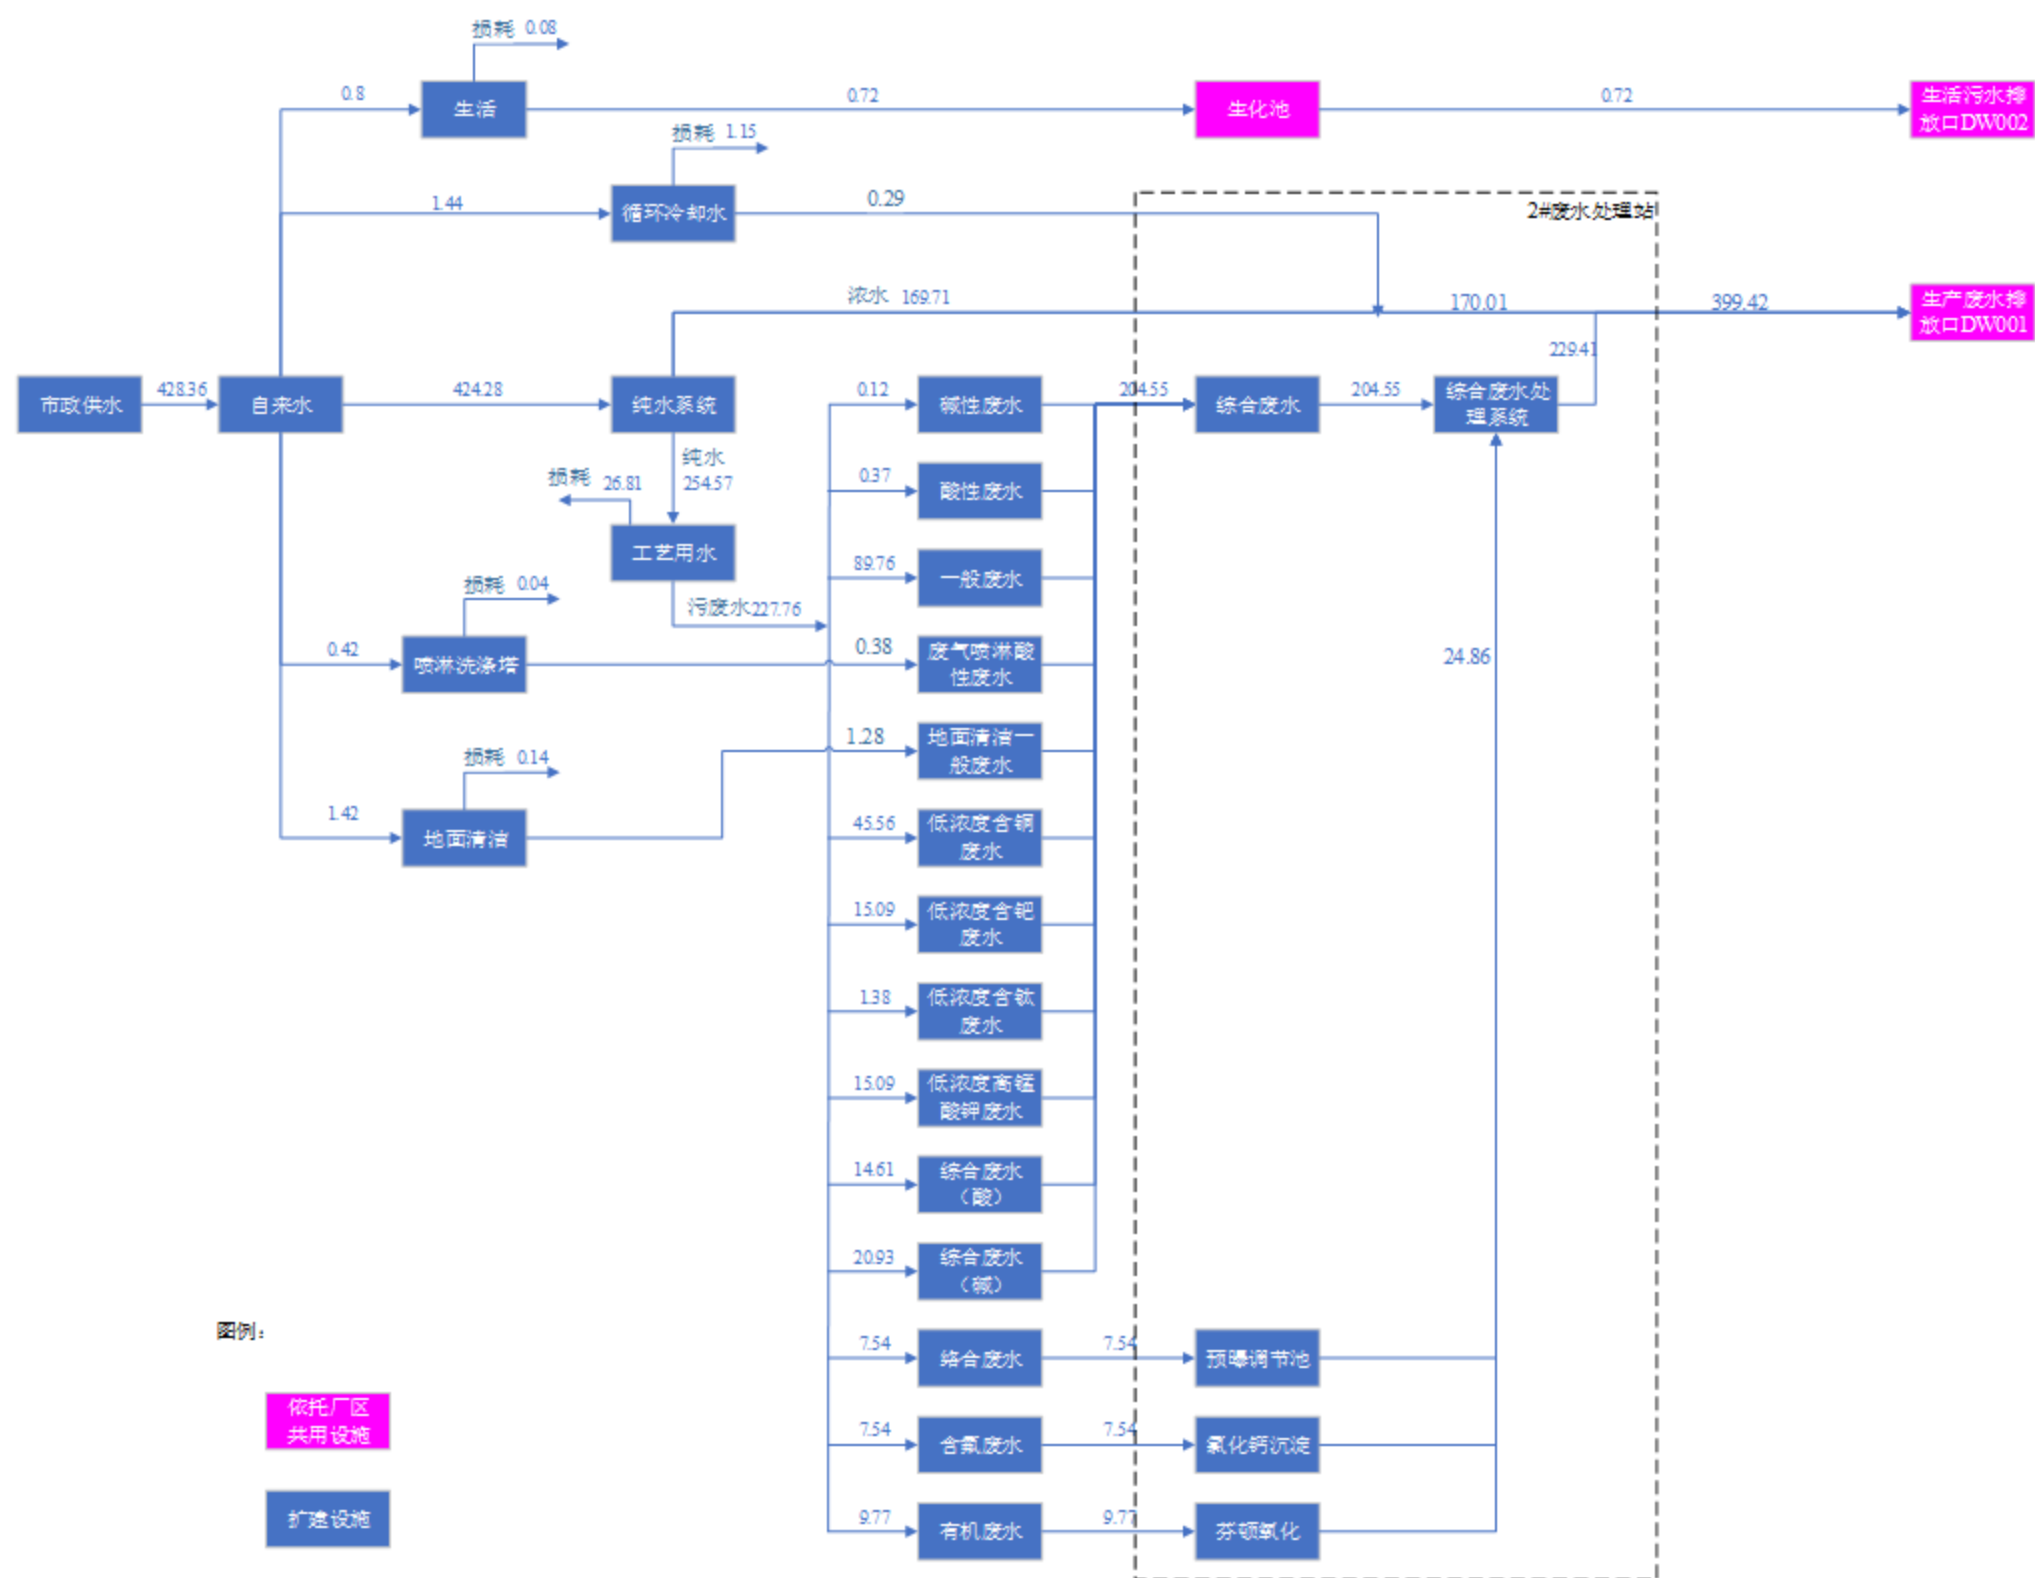 损耗 0.08
0.8
生活
0.72
生化池
0.72
生活污水排
放口DW002
损耗 1.15
1.44
循环冷却水
0.29
2#废水处理站
浓水 169.71
170.01
399.42
生产废水排
放口DW001
229.41
市政供水
428.36
自来水
424.28
纯水系统
0.12
碱性废水
204.55
综合废水
204.55
综合废水处
理系统
纯水
254.57
损耗 26.81
0.37
酸性废水
工艺用水
89.76
一般废水
损耗 0.04
污废水227.76
0.42
喷淋洗涤塔
0.38
废气喷淋酸
性废水
24.86
损耗 0.14
1.28
地面清洁一
般废水
1.42
地面清洁
45.56
低浓度含铜
废水
15.09
低浓度含钯
废水
1.38
低浓度含钛
废水
15.09
低浓度高锰
酸钾废水
14.61
综合废水
（酸）
20.93
综合废水
（碱）
图例：
7.54
络合废水
7.54
预曝调节池
依托厂区
共用设施
7.54
含氟废水
7.54
氯化钙沉淀
扩建设施
9.77
有机废水
9.77
芬顿氧化